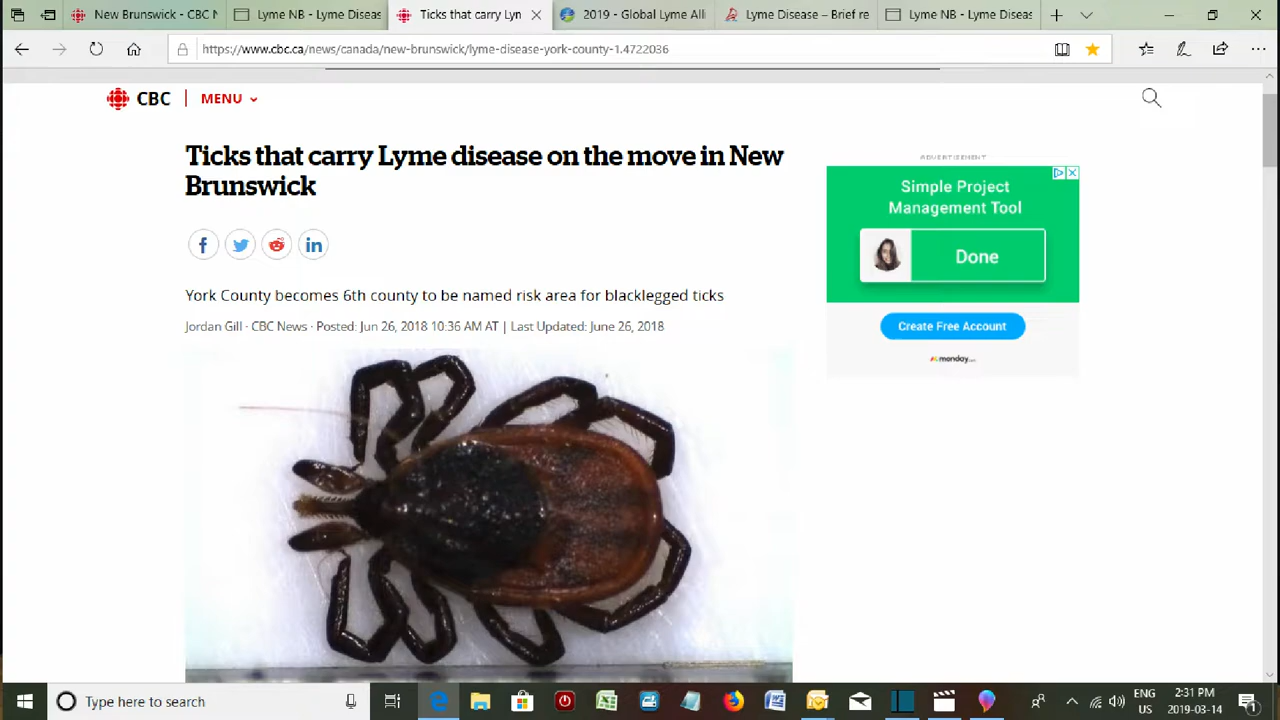 New Brunswick - CBC N
Lyme NB - Lyme Diseas
Ticks that carry Lyn
2019 - Global Lyme Alli
Lyme Disease – Brief re
Lyme NB - Lyme Diseas
https://www.cbc.ca/news/canada/new-brunswick/lyme-disease-york-county-1.4722036
CBC
MENU
Ticks that carry Lyme disease on the move in New
Brunswick
York County becomes 6th county to be named risk area for blacklegged ticks
Jordan Gill · CBC News · Posted: Jun 26, 2018 10:36 AM AT | Last Updated: June 26, 2018
ADVERTISEMENT
Simple Project
Management Tool
Done
Create Free Account
monday.com
Type here to search
ENG
US
2:31 PM
2019-03-14
1